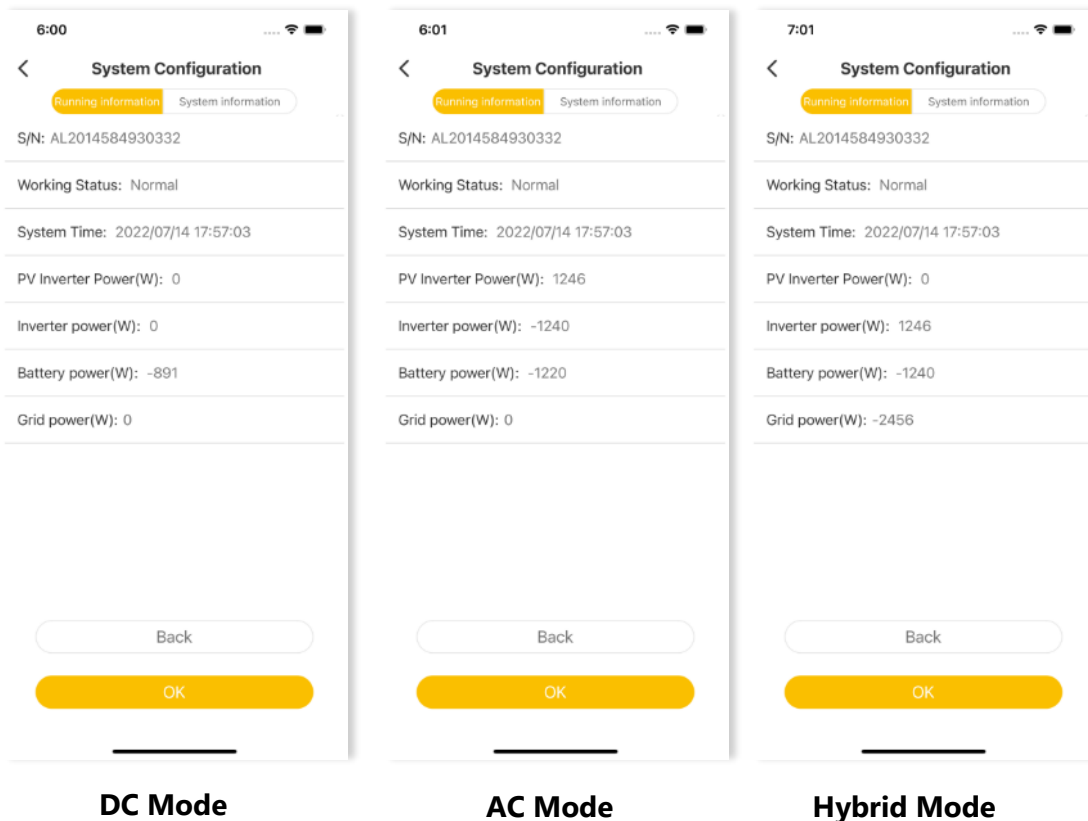 6:00
System Configuration
Running information System information
S/N: AL2014584930332
Working Status: Normal
System Time: 2022/07/14 17:57:03
PV Inverter Power(W): 0
Inverter power(W): 0
Battery power(W): -891
Grid power(W): 0
Back
OK
DC Mode
6:01
System Configuration
Running information System information
S/N: AL2014584930332
Working Status: Normal
System Time: 2022/07/14 17:57:03
PV Inverter Power(W): 1246
Inverter power(W): -1240
Battery power(W): -1220
Grid power(W): 0
Back
OK
AC Mode
7:01
System Configuration
Running information System information
S/N: AL2014584930332
Working Status: Normal
System Time: 2022/07/14 17:57:03
PV Inverter Power(W): 0
Inverter power(W): 1246
Battery power(W): -1240
Grid power(W): -2456
Back
OK
Hybrid Mode